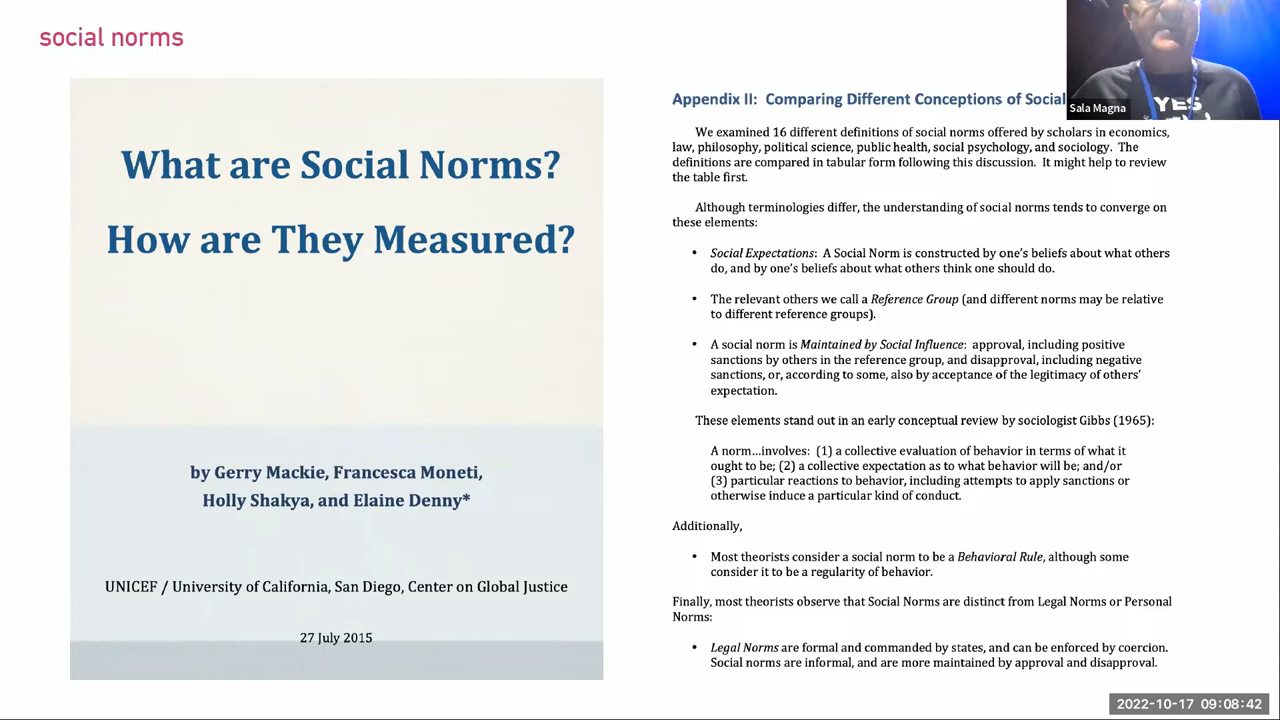 social norms
What are Social Norms?
How are They Measured?
by Gerry Mackie, Francesca Moneti,
Holly Shakya, and Elaine Denny*
UNICEF / University of California, San Diego, Center on Global Justice
27 July 2015
Appendix II:  Comparing Different Conceptions of Social
We examined 16 different definitions of social norms offered by scholars in economics,
law, philosophy, political science, public health, social psychology, and sociology.  The
definitions are compared in tabular form following this discussion.  It might help to review
the table first.
Although terminologies differ, the understanding of social norms tends to converge on
these elements:
• Social Expectations:  A Social Norm is constructed by one's beliefs about what others
do, and by one's beliefs about what others think one should do.
• The relevant others we call a Reference Group (and different norms may be relative
to different reference groups).
• A social norm is Maintained by Social Influence:  approval, including positive
sanctions by others in the reference group, and disapproval, including negative
sanctions, or, according to some, also by acceptance of the legitimacy of others'
expectation.
These elements stand out in an early conceptual review by sociologist Gibbs (1965):
A norm…involves:  (1) a collective evaluation of behavior in terms of what it
ought to be; (2) a collective expectation as to what behavior will be; and/or
(3) particular reactions to behavior, including attempts to apply sanctions or
otherwise induce a particular kind of conduct.
Additionally,
• Most theorists consider a social norm to be a Behavioral Rule, although some
consider it to be a regularity of behavior.
Finally, most theorists observe that Social Norms are distinct from Legal Norms or Personal
Norms:
• Legal Norms are formal and commanded by states, and can be enforced by coercion.
Social norms are informal, and are more maintained by approval and disapproval.
Sala Magna
YES
2022-10-17 09:08:42